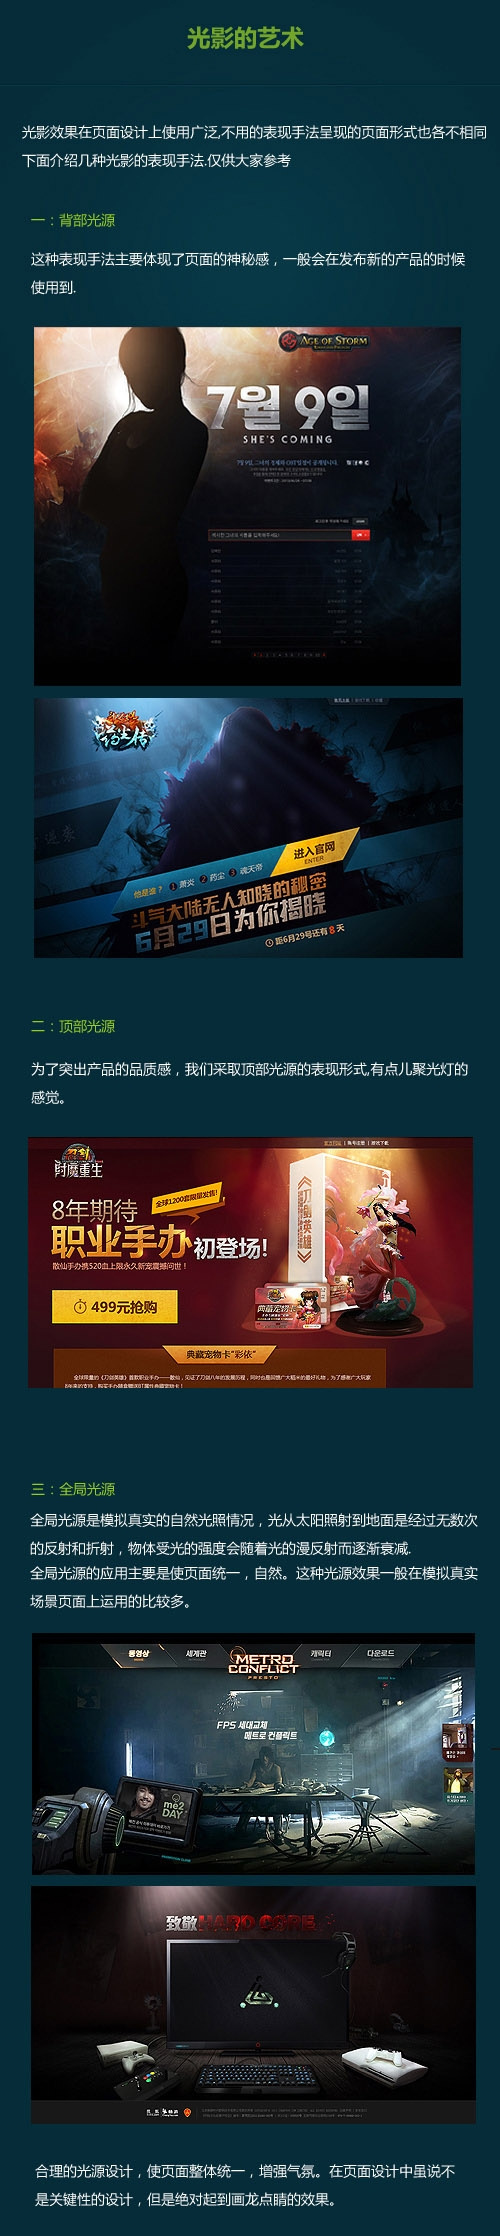 光影的艺术
光影效果在页面设计上使用广泛,不用的表现手法呈现的页面形式也各不相同
下面介绍几种光影的表现手法.仅供大家参考
一：背部光源
这种表现手法主要体现了页面的神秘感，一般会在发布新的产品的时候
使用到.
AGE OF STORM
7월 9일
SHE'S COMING
进入官网
ENTER
他是谁？ 1 萧炎 2 药尘 3 魂天帝
斗气大陆无人知晓的秘密
6月29日为你揭晓
距6月29号还有8天
二：顶部光源
为了突出产品的品质感，我们采取顶部光源的表现形式,有点儿聚光灯的
感觉。
官方网站 | 账号注册 | 游戏下载
刀剑
财魔重生
全球1200套限量发售!
8年期待
职业手办初登场!
散仙手办携520血上限永久新宠震撼问世！
刀剑英雄
典藏宠物卡
499元抢购
典藏宠物卡"彩依"
三：全局光源
全局光源是模拟真实的自然光照情况，光从太阳照射到地面是经过无数次
的反射和折射，物体受光的强度会随着光的漫反射而逐渐衰减.
全局光源的应用主要是使页面统一，自然。这种光源效果一般在模拟真实
场景页面上运用的比较多。
동영상 세계관 METRO CONFLICT PRESTO 캐릭터 다운로드
FPS 세대교체
메트로 컨플릭트
me2DAY
致敬HARD CORE
合理的光源设计，使页面整体统一，增强气氛。在页面设计中虽说不
是关键性的设计，但是绝对起到画龙点睛的效果。